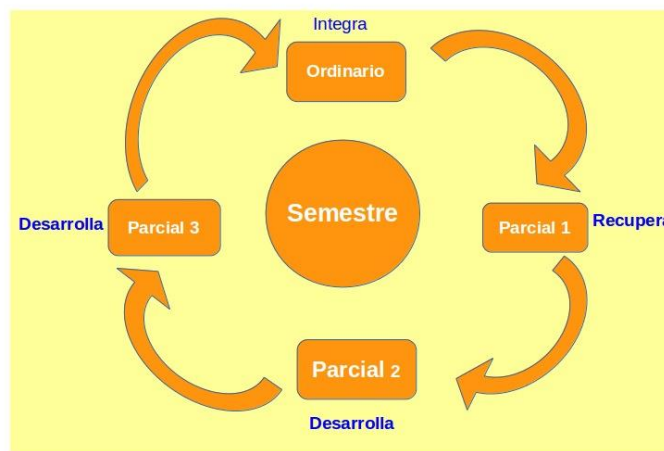 Integra
Ordinario
Semestre
Desarrolla
Parcial 3
Parcial 1
Recupera
Parcial 2
Desarrolla